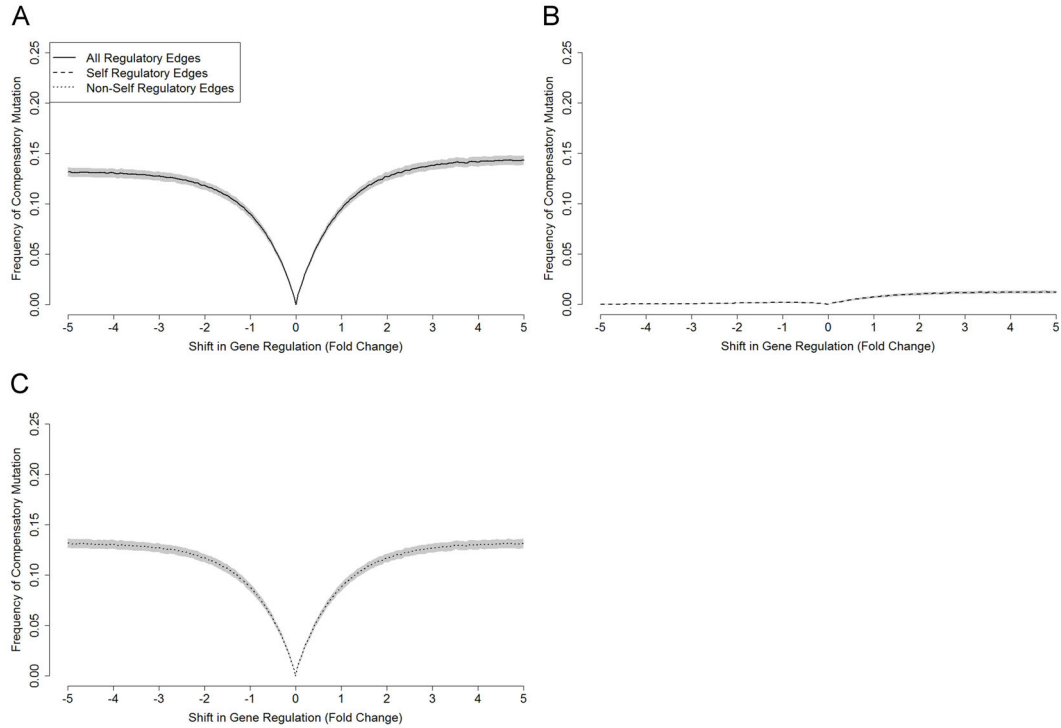 A
All Regulatory Edges
Self Regulatory Edges
Non-Self Regulatory Edges
Frequency of Compensatory Mutation
0.00 0.05 0.10 0.15 0.20 0.25
-5 -4 -3 -2 -1 0 1 2 3 4 5
Shift in Gene Regulation (Fold Change)
B
Frequency of Compensatory Mutation
0.00 0.05 0.10 0.15 0.20 0.25
-5 -4 -3 -2 -1 0 1 2 3 4 5
Shift in Gene Regulation (Fold Change)
C
Frequency of Compensatory Mutation
0.00 0.05 0.10 0.15 0.20 0.25
-5 -4 -3 -2 -1 0 1 2 3 4 5
Shift in Gene Regulation (Fold Change)